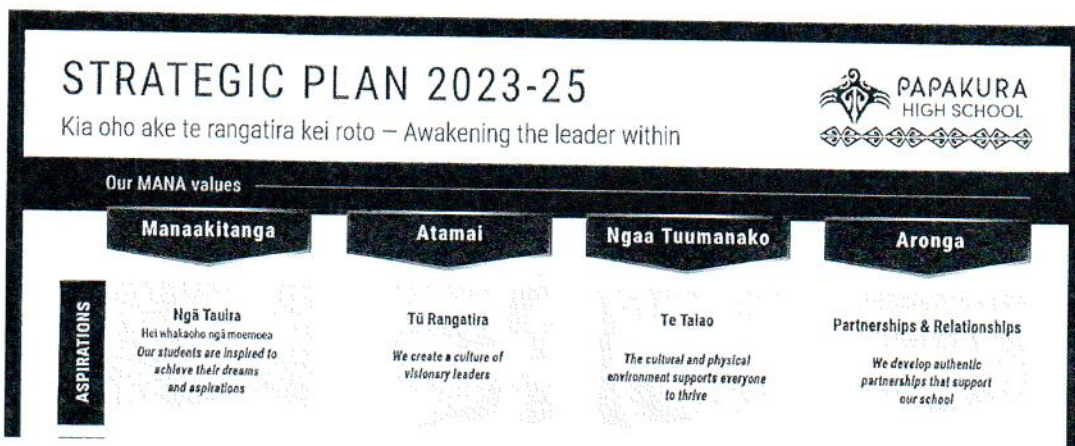 STRATEGIC PLAN 2023-25
Kia oho ake te rangatira kei roto — Awakening the leader within
PAPAKURA
HIGH SCHOOL
Our MANA values
Manaakitanga
Atamai
Ngaa Tuumanako
Aronga
ASPIRATIONS
Ngā Tauira
Hei whakaoho ngā moemoea
Our students are inspired to
achieve their dreams
and aspirations
Tū Rangatira
We create a culture of
visionary leaders
Te Taiao
The cultural and physical
environment supports everyone
to thrive
Partnerships & Relationships
We develop authentic
partnerships that support
our school